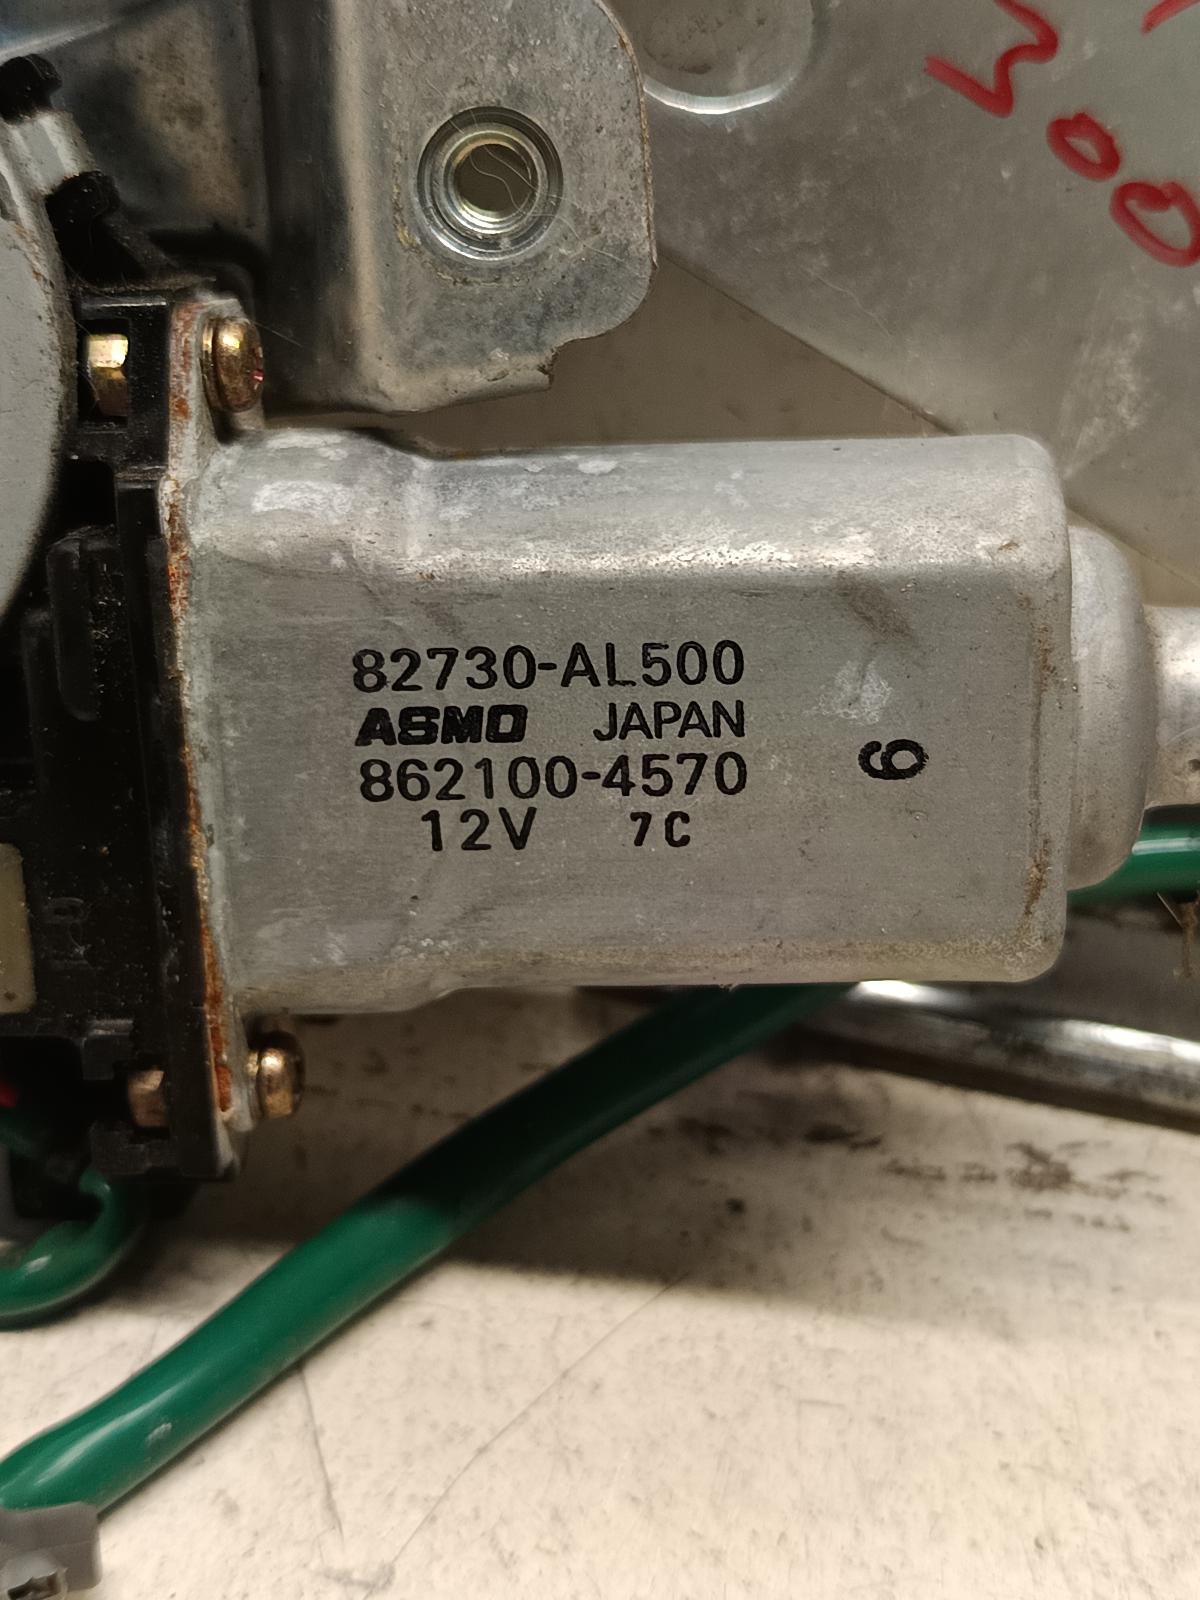 82730-AL500
ASMO JAPAN
862100-4570
12V 7C
6